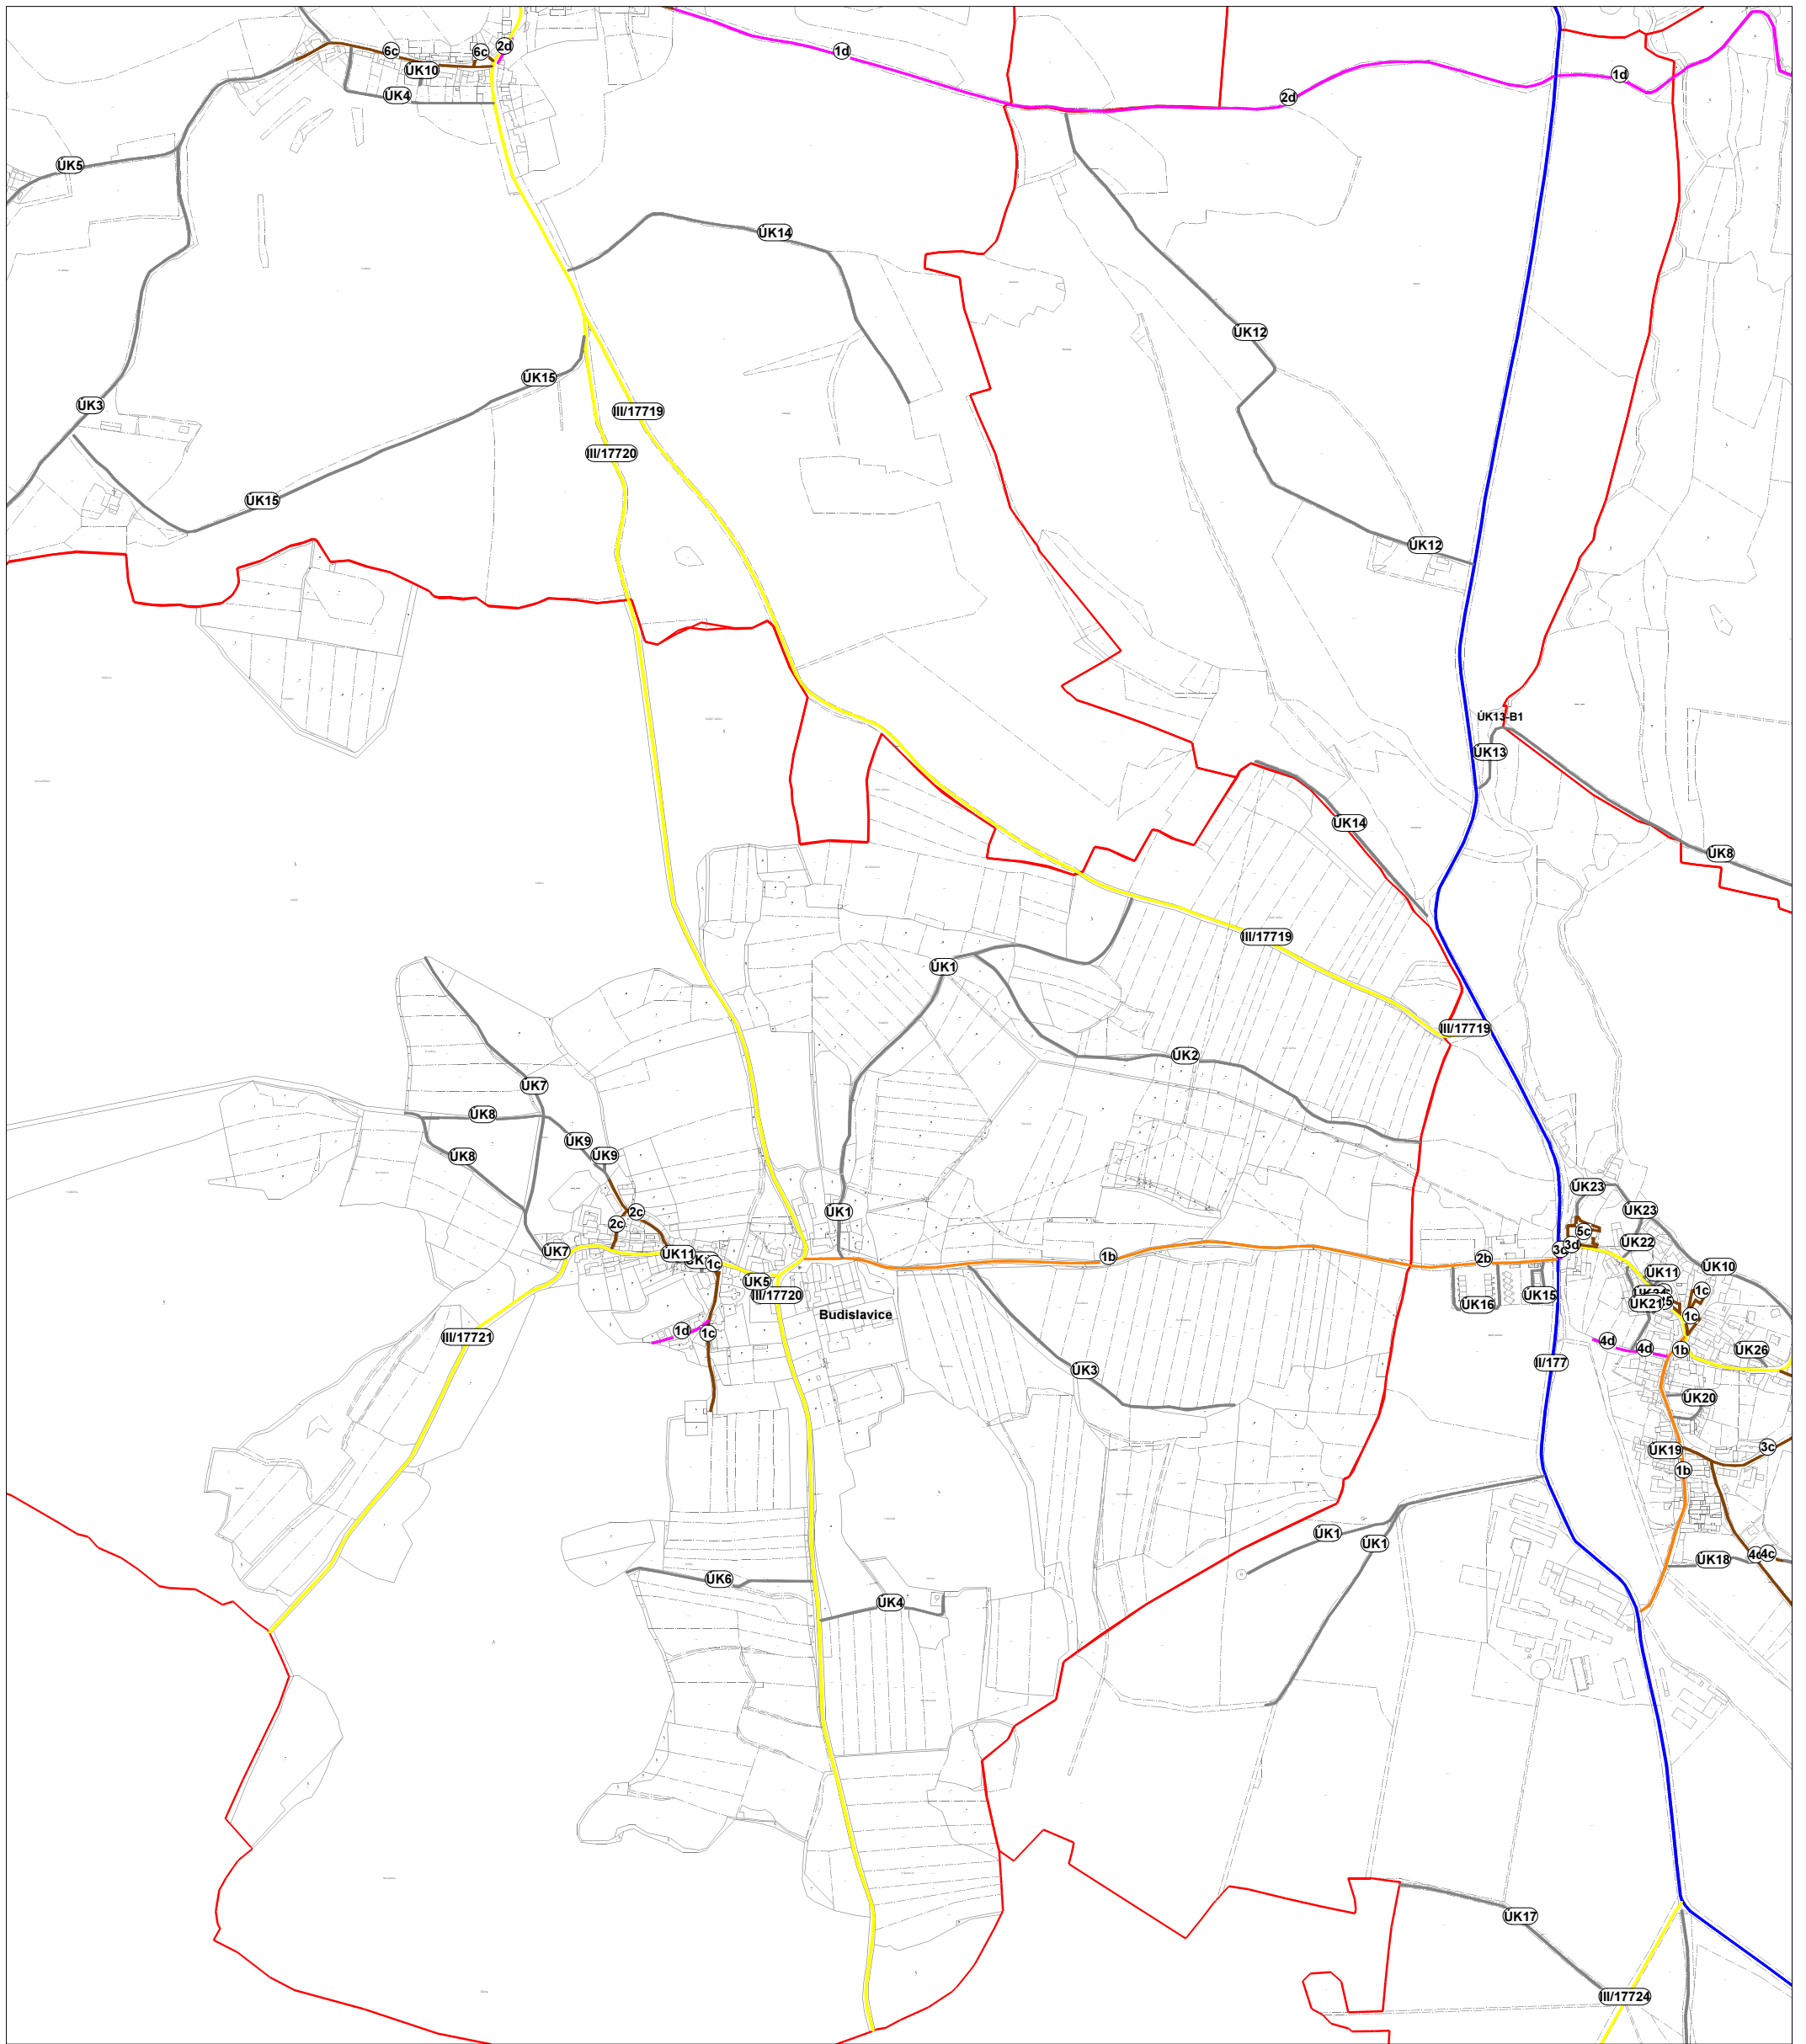 6c
6c
2d
1d
ÚK10
ÚK4
2d
1d
ÚK5
ÚK14
ÚK12
ÚK15
ÚK3
III/17719
III/17720
ÚK15
ÚK12
ÚK13-B1
ÚK13
ÚK14
ÚK8
III/17719
ÚK1
III/17719
ÚK2
ÚK7
ÚK8
ÚK9
ÚK9
ÚK8
ÚK23
ÚK23
2c
2c
ÚK1
5c
3d
3c
ÚK22
ÚK7
ÚK11
1c
1b
2b
ÚK10
ÚK11
ÚK5
III/17720
ÚK16
ÚK15
ÚK21
1c
1c
Budislavice
III/17721
1d
1c
4d
4d
1b
ÚK26
II/177
ÚK3
ÚK20
ÚK19
3c
1b
ÚK1
ÚK1
ÚK18
4c
4c
ÚK6
ÚK4
ÚK17
III/17724